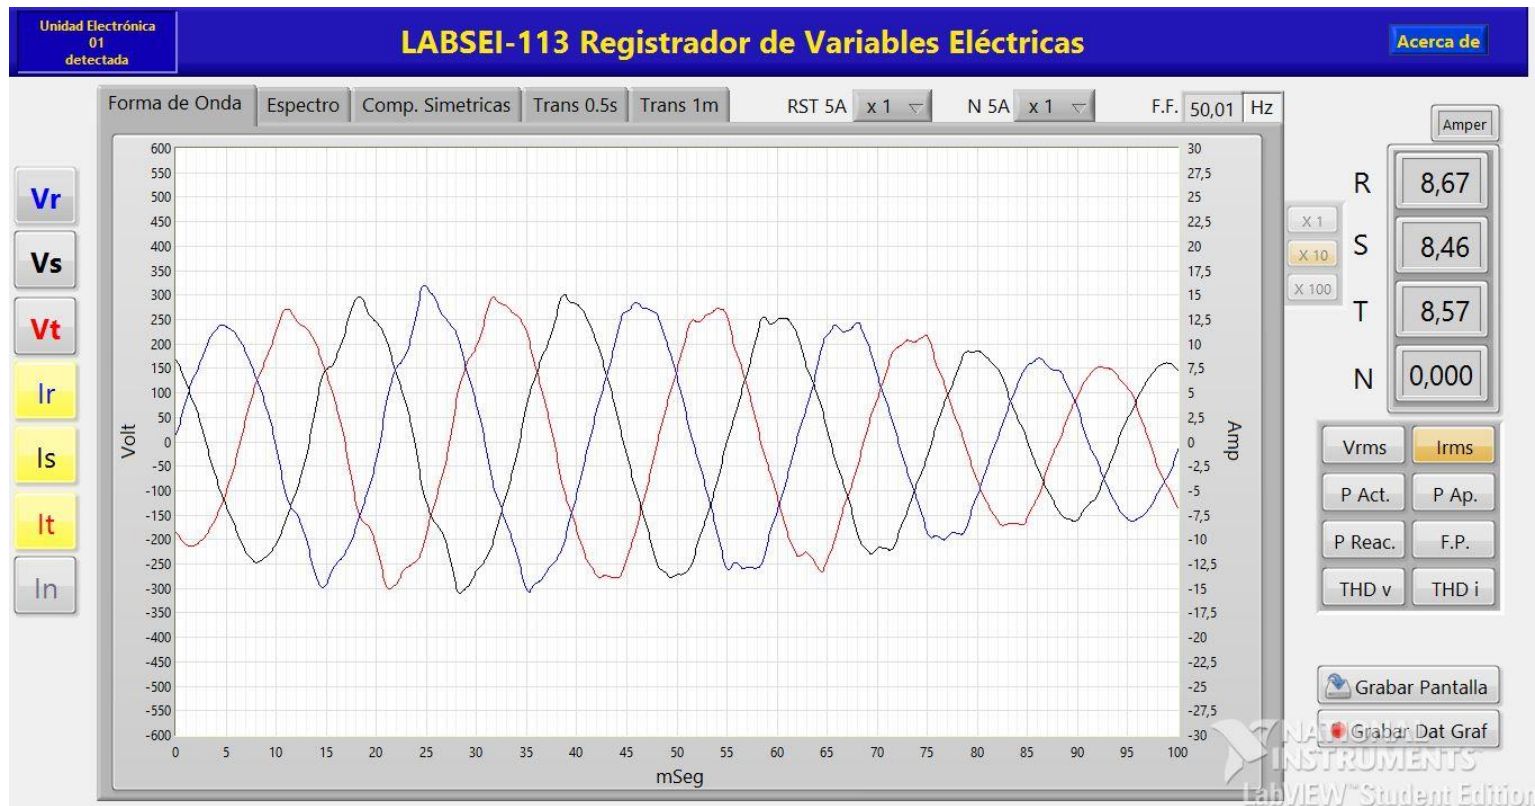 Unidad Electrónica
01
detectada
LABSEI-113 Registrador de Variables Eléctricas
Acerca de
Forma de Onda
Espectro
Comp. Simetricas
Trans 0.5s
Trans 1m
RST 5A x 1
N 5A x 1
F.F. 50,01 Hz
Amper
Vr
Vs
Vt
Ir
Is
It
In
Volt
600
550
500
450
400
350
300
250
200
150
100
50
0
-50
-100
-150
-200
-250
-300
-350
-400
-450
-500
-550
-600
0 5 10 15 20 25 30 35 40 45 50 55 60 65 70 75 80 85 90 95 100
mSeg
30
27,5
25
22,5
20
17,5
15
12,5
10
7,5
5
2,5
0
-2,5
-5
-7,5
-10
-12,5
-15
-17,5
-20
-22,5
-25
-27,5
-30
Amp
X 1
X 10
X 100
R 8,67
S 8,46
T 8,57
N 0,000
Vrms Irms
P Act. P Ap.
P Reac. F.P.
THD v THD i
Grabar Pantalla
Grabar Dat Graf
NATIONAL
INSTRUMENTS
LabVIEW™ Student Edition